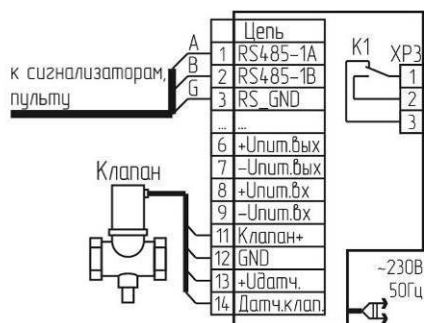 Цепь
A
1 RS485-1A
B
2 RS485-1B
G
3 RS_GND
... ...
6 +Uпит.вых
7 -Uпит.вых
8 +Uпит.вх
9 -Uпит.вх
11 Клапан+
12 GND
13 +Uдатч.
14 Датч.клап.
к сигнализаторам,
пульту
Клапан
K1
XP3
1
2
3
~230В
50Гц